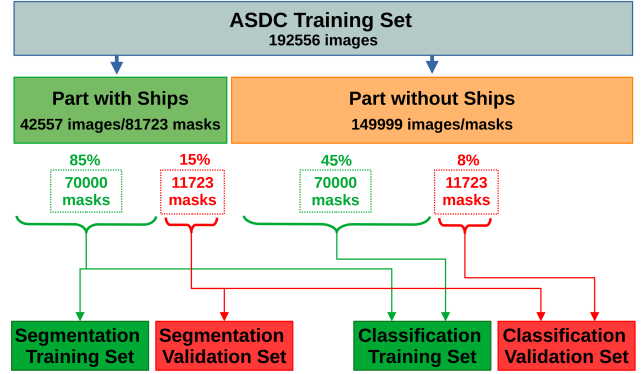 ASDC Training Set
192556 images
Part with Ships
42557 images/81723 masks
Part without Ships
149999 images/masks
85%
70000
masks
15%
11723
masks
45%
70000
masks
8%
11723
masks
Segmentation
Training Set
Segmentation
Validation Set
Classification
Training Set
Classification
Validation Set